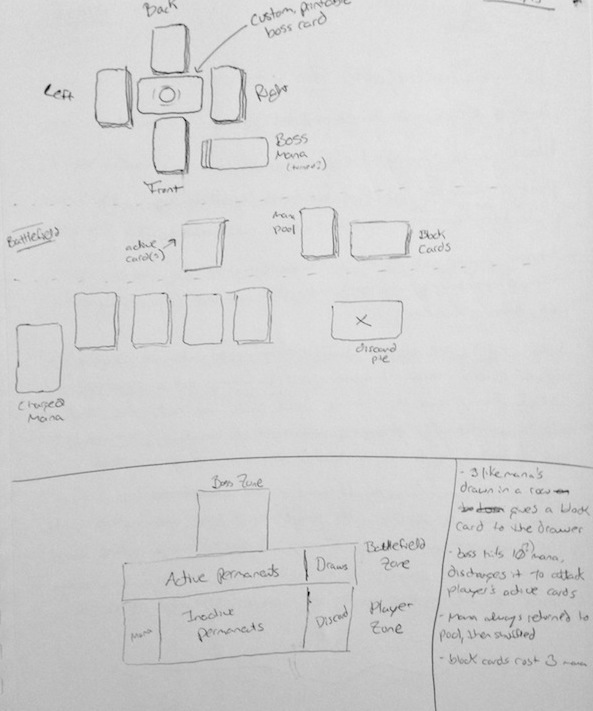 Back
Custom, printable
boss card
Left
Right
Front
Boss
Mana
Battlefield
active
card(s)
Mana
pool
Block
Cards
X
discard
pile
Charged
Mana
Boss Zone
Active permanents
Draws
Battlefield
Zone
Mana
Inactive
permanents
Discard
Player
Zone
- 3 like mana's
drawn in a row
gives a block
card to the drawer
- boss hits 10 mana,
discharges it to attack
player's active cards
- Mana always returned to
pool, then shuffled
- block cards cost 3 mana